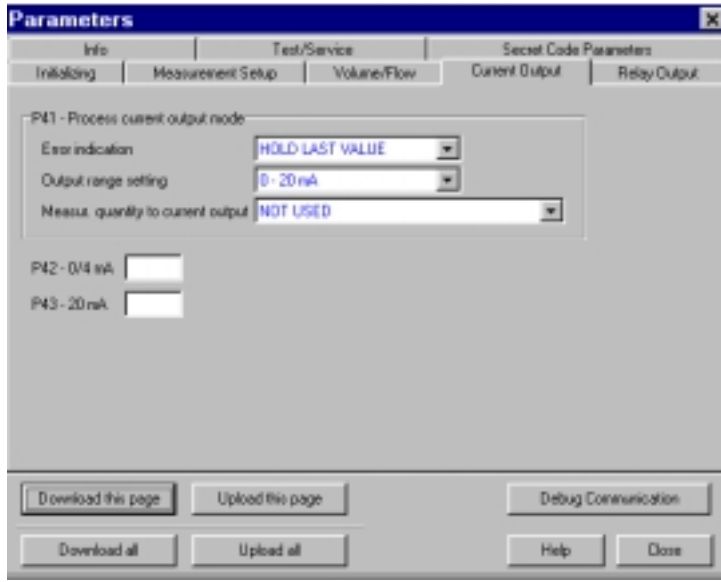 Parameters
Info Test/Service Secret Code Parameters
Initializing Measurement Setup Volume/Flow Current Output Relay Output
P41 - Process current output mode
Error indication HOLD LAST VALUE
Output range setting 0 - 20 mA
Measur. quantity to current output NOT USED
P42 - 0/4 mA
P43 - 20 mA
Download this page Upload this page Debug Communication
Download all Upload all Help Close